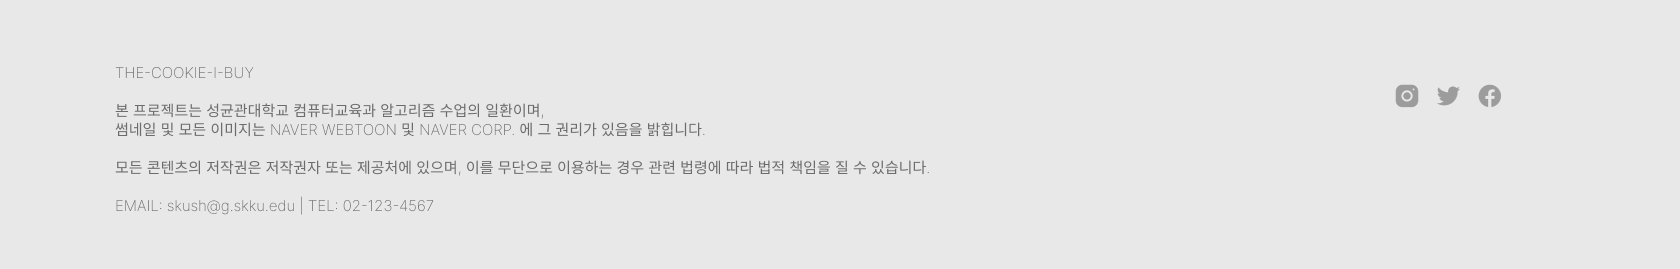 THE-COOKIE-I-BUY
본 프로젝트는 성균관대학교 컴퓨터교육과 알고리즘 수업의 일환이며,
썸네일 및 모든 이미지는 NAVER WEBTOON 및 NAVER CORP. 에 그 권리가 있음을 밝힙니다.
모든 콘텐츠의 저작권은 저작권자 또는 제공처에 있으며, 이를 무단으로 이용하는 경우 관련 법령에 따라 법적 책임을 질 수 있습니다.
EMAIL: skush@g.skku.edu | TEL: 02-123-4567